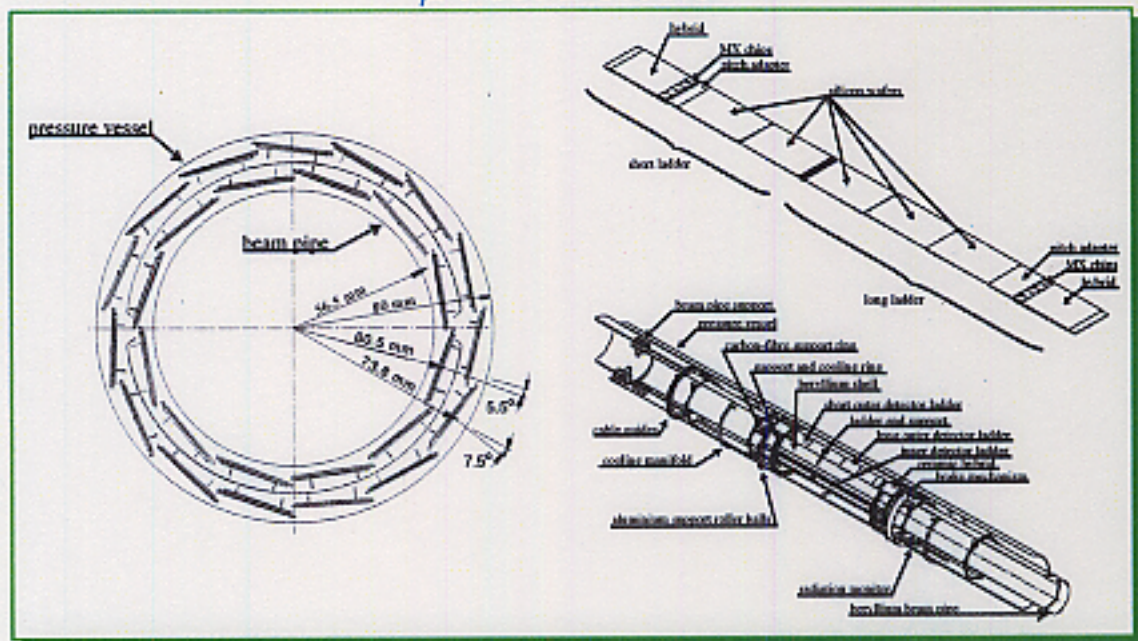 pressure vessel
beam pipe
80 mm
60.5 mm
73.8 mm
5.5°
7.5°
hybrid
MX chips
pitch adapter
silicon wafers
short ladder
long ladder
pitch adapter
MX chips
hybrid
beam pipe support
pressure vessel
carbon-fibre support ring
support and cooling ring
beryllium shell
short outer detector ladder
ladder end support
long outer detector ladder
inner detector ladder
ceramic hybrid
cable guides
cooling manifold
aluminium support roller balls
radiation monitor
beryllium beam pipe